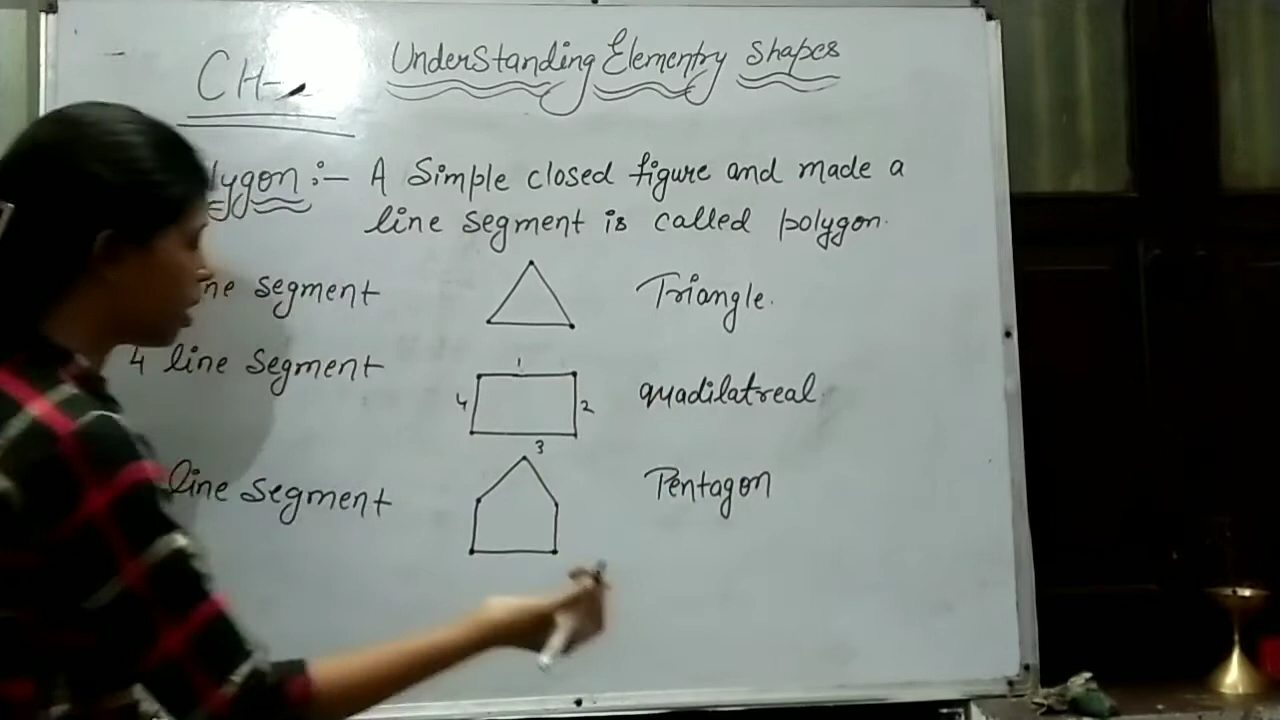 CH- Understanding Elementry Shapes
lygon :- A Simple closed figure and made a
line segment is called polygon.
ne segment Triangle.
4 line segment quadilatreal
1
4 2
3
line segment Pentagon